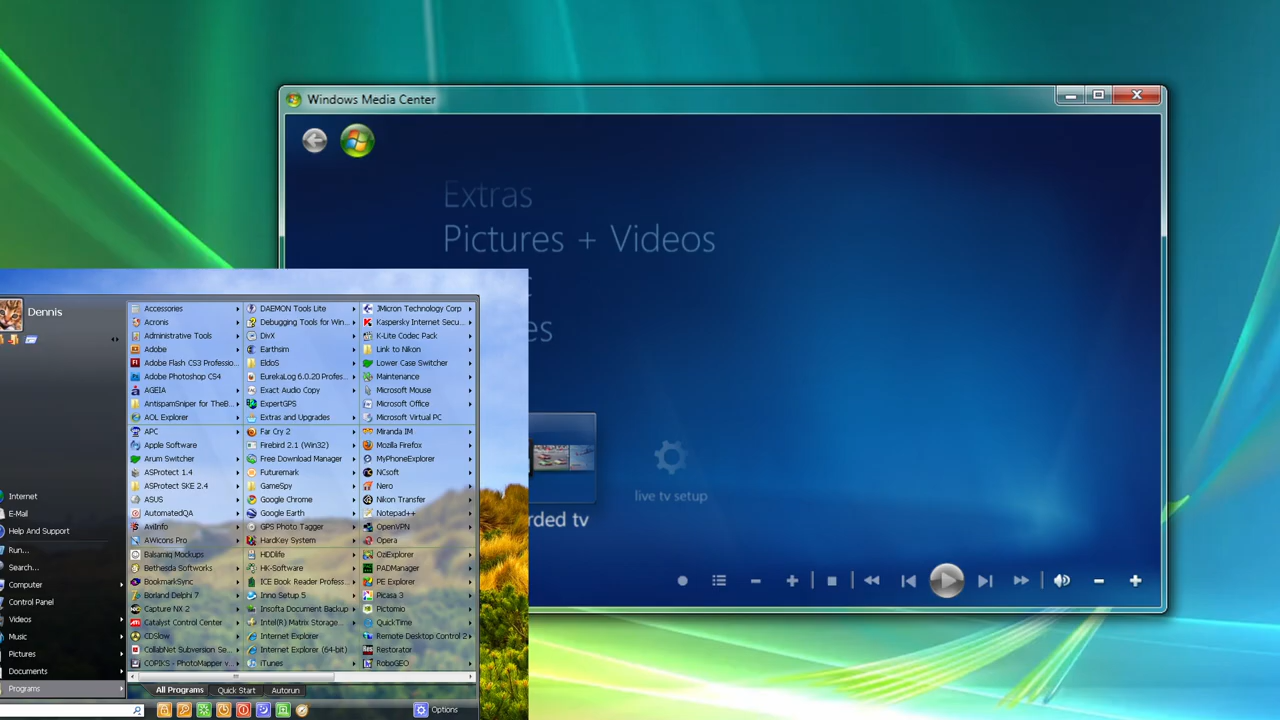 Windows Media Center
Extras
Pictures + Videos
es
rded tv
live tv setup
Dennis
Internet
E-Mail
Help And Support
Run...
Search...
Computer
Control Panel
Videos
Music
Pictures
Documents
Programs
Accessories
Acronis
Administrative Tools
Adobe
Adobe Flash CS3 Professio...
Adobe Photoshop CS4
AGEIA
AntispamSniper for TheB...
AOL Explorer
APC
Apple Software
Arum Switcher
ASProtect 1.4
ASProtect SKE 2.4
ASUS
AutomatedQA
AviInfo
AWicons Pro
Balsamiq Mockups
Bethesda Softworks
BookmarkSync
Borland Delphi 7
Capture NX 2
Catalyst Control Center
CDSlow
CollabNet Subversion Se...
COPIKS - PhotoMapper v...
DAEMON Tools Lite
Debugging Tools for Win...
DivX
Earthsim
EldoS
EurekaLog 6.0.20 Profes...
Exact Audio Copy
ExpertGPS
Extras and Upgrades
Far Cry 2
Firebird 2.1 (Win32)
Free Download Manager
Futuremark
GameSpy
Google Chrome
Google Earth
GPS Photo Tagger
HardKey System
HDDlife
HK-Software
ICE Book Reader Profess...
Inno Setup 5
Insofta Document Backup
Intel(R) Matrix Storage...
Internet Explorer
Internet Explorer (64-bit)
iTunes
JMicron Technology Corp
Kaspersky Internet Secu...
K-Lite Codec Pack
Link to Nikon
Lower Case Switcher
Maintenance
Microsoft Mouse
Microsoft Office
Microsoft Virtual PC
Miranda IM
Mozilla Firefox
MyPhoneExplorer
NCsoft
Nero
Nikon Transfer
Notepad++
OpenVPN
Opera
OziExplorer
PADManager
PE Explorer
Picasa 3
Pictomio
QuickTime
Remote Desktop Control 2
Restorator
RoboGEO
All Programs
Quick Start
Autorun
Options